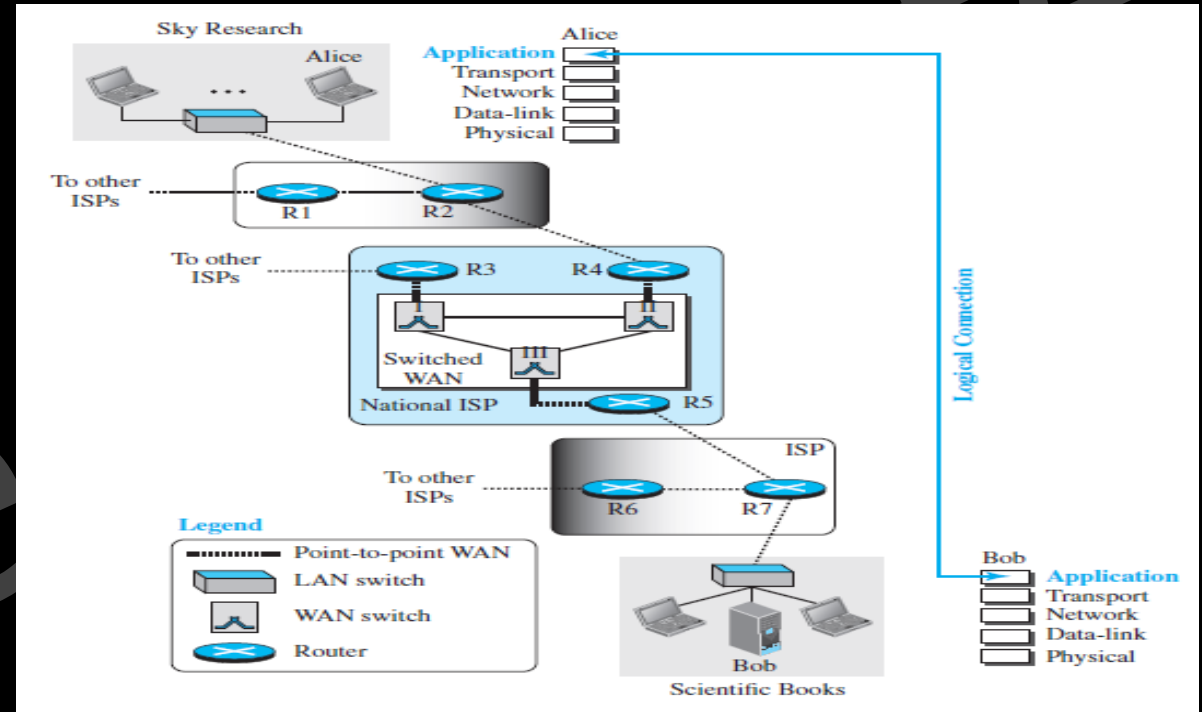 Sky Research
Alice
...
Alice
Application
Transport
Network
Data-link
Physical
To other
ISPs
R1
R2
To other
ISPs
R3
R4
I
II
III
Switched
WAN
National ISP
R5
Logical Connection
ISP
To other
ISPs
R6
R7
Legend
Point-to-point WAN
LAN switch
WAN switch
Router
Bob
Scientific Books
Bob
Application
Transport
Network
Data-link
Physical